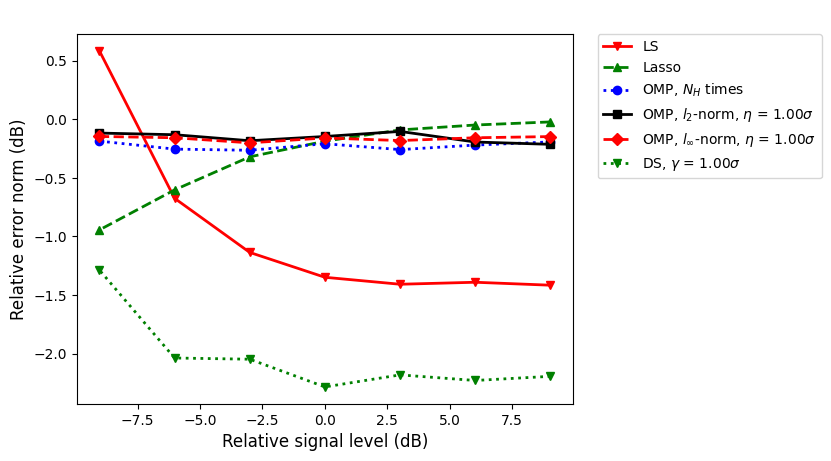 LS
Lasso
OMP, N_H times
OMP, l_2-norm, η = 1.00σ
OMP, l_∞-norm, η = 1.00σ
DS, γ = 1.00σ
0.5
0.0
−0.5
−1.0
−1.5
−2.0
Relative error norm (dB)
−7.5 −5.0 −2.5 0.0 2.5 5.0 7.5
Relative signal level (dB)